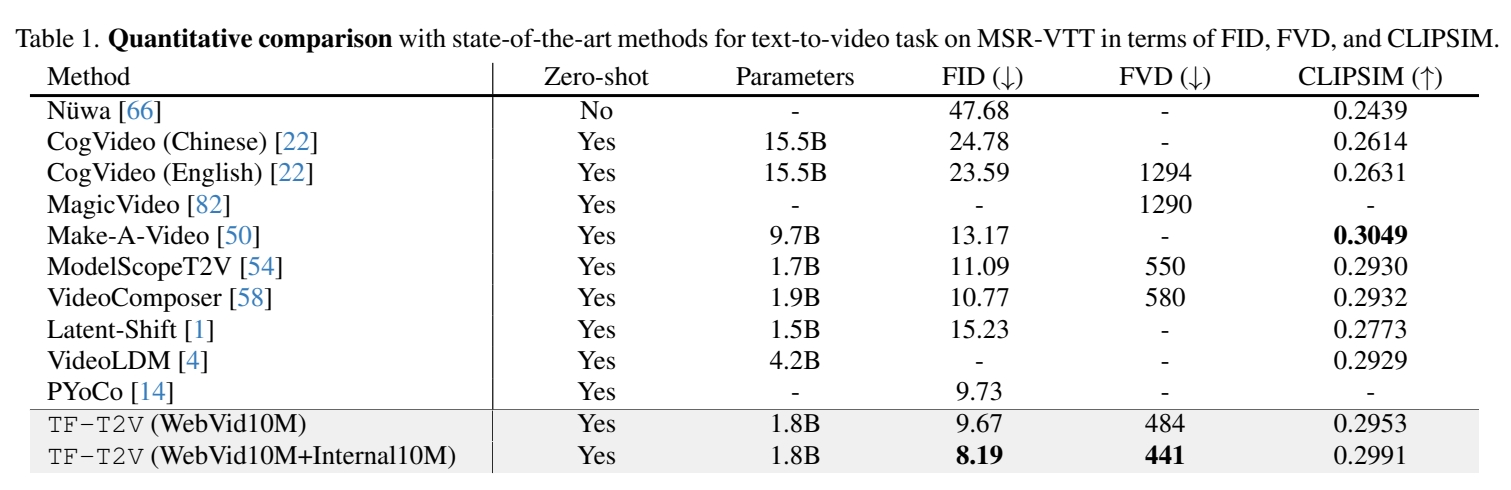 Table 1. Quantitative comparison with state-of-the-art methods for text-to-video task on MSR-VTT in terms of FID, FVD, and CLIPSIM.
Method Zero-shot Parameters FID (↓) FVD (↓) CLIPSIM (↑)
Nüwa [66] No - 47.68 - 0.2439
CogVideo (Chinese) [22] Yes 15.5B 24.78 - 0.2614
CogVideo (English) [22] Yes 15.5B 23.59 1294 0.2631
MagicVideo [82] Yes - - 1290 -
Make-A-Video [50] Yes 9.7B 13.17 - 0.3049
ModelScopeT2V [54] Yes 1.7B 11.09 550 0.2930
VideoComposer [58] Yes 1.9B 10.77 580 0.2932
Latent-Shift [1] Yes 1.5B 15.23 - 0.2773
VideoLDM [4] Yes 4.2B - - 0.2929
PYoCo [14] Yes - 9.73 - -
TF-T2V (WebVid10M) Yes 1.8B 9.67 484 0.2953
TF-T2V (WebVid10M+Internal10M) Yes 1.8B 8.19 441 0.2991